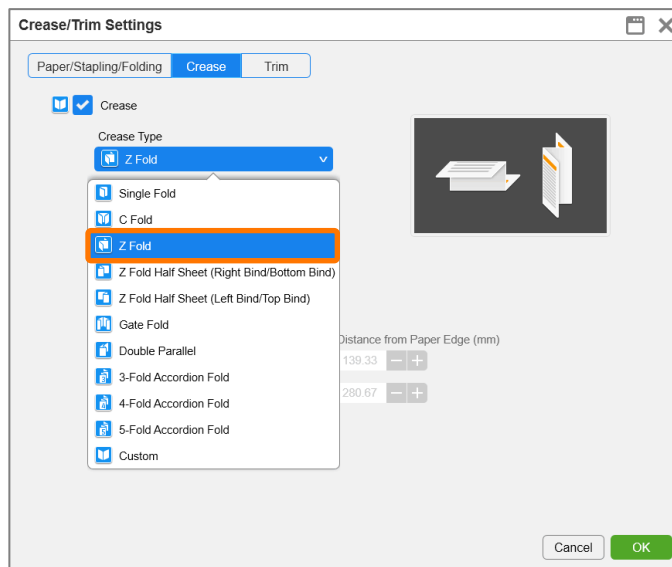 Crease/Trim Settings
Paper/Stapling/Folding Crease Trim
Crease
Crease Type
Z Fold
Single Fold
C Fold
Z Fold
Z Fold Half Sheet (Right Bind/Bottom Bind)
Z Fold Half Sheet (Left Bind/Top Bind)
Gate Fold
Double Parallel
3-Fold Accordion Fold
4-Fold Accordion Fold
5-Fold Accordion Fold
Custom
Distance from Paper Edge (mm)
139.33
280.67
Cancel OK